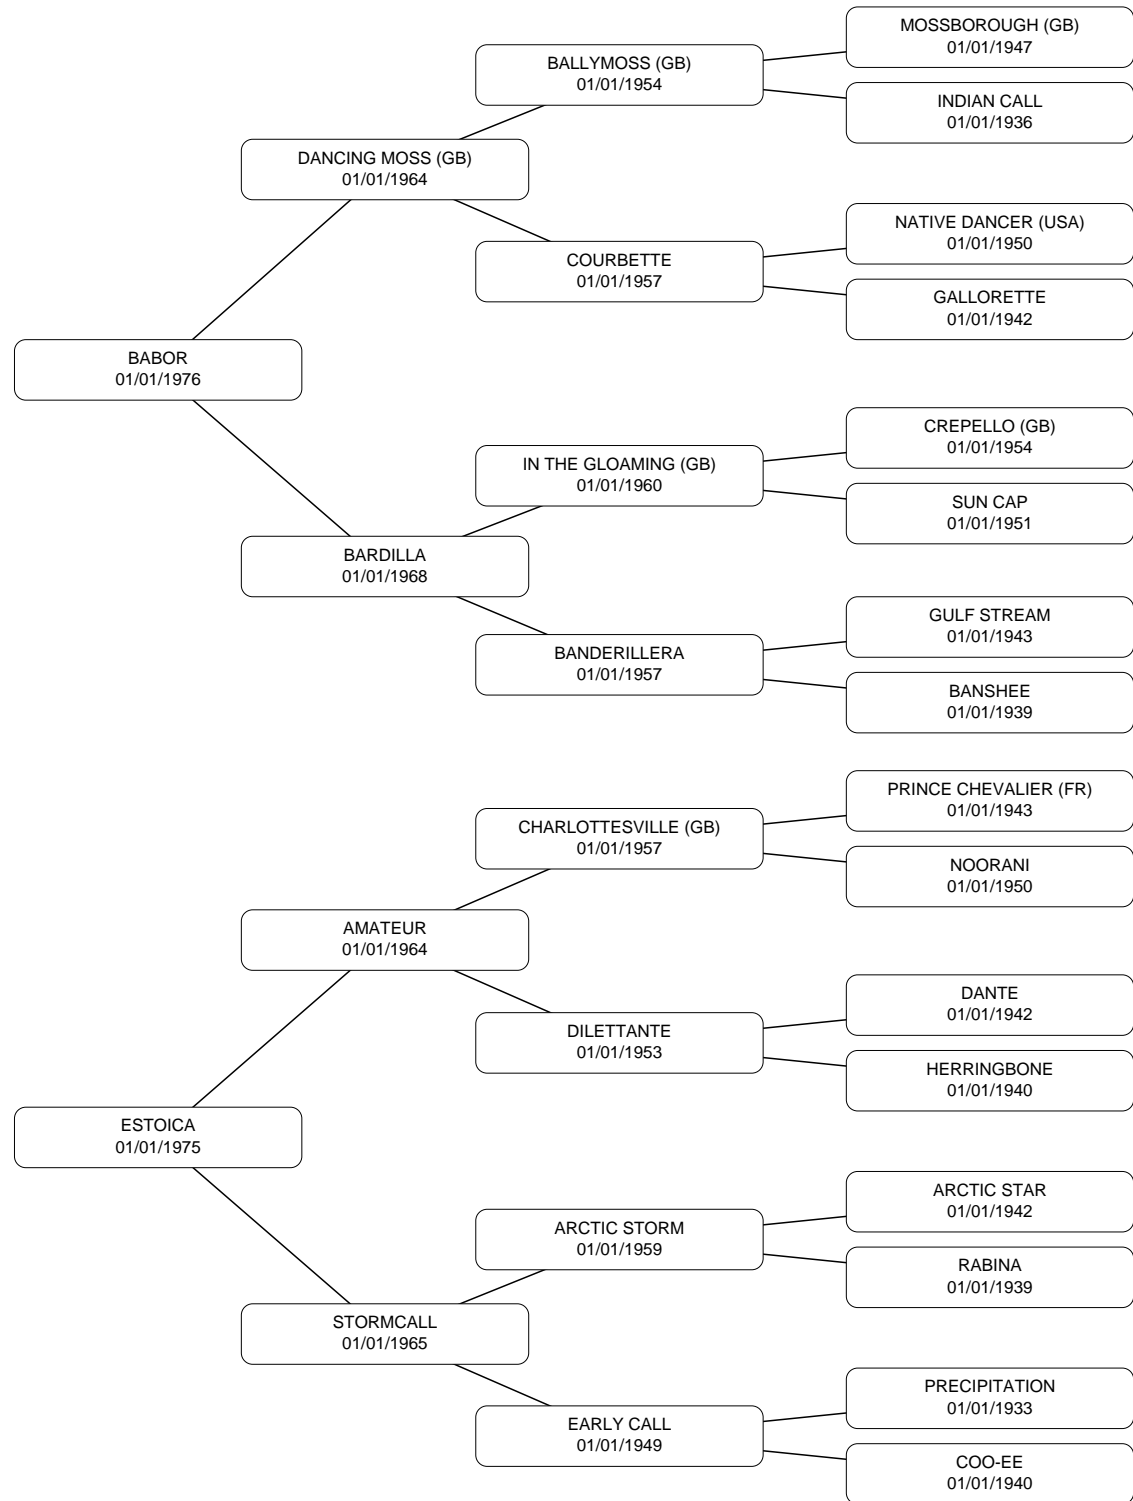 MOSSBOROUGH (GB)
01/01/1947
BALLYMOSS (GB)
01/01/1954
INDIAN CALL
01/01/1936
DANCING MOSS (GB)
01/01/1964
NATIVE DANCER (USA)
01/01/1950
COURBETTE
01/01/1957
GALLORETTE
01/01/1942
BABOR
01/01/1976
CREPELLO (GB)
01/01/1954
IN THE GLOAMING (GB)
01/01/1960
SUN CAP
01/01/1951
BARDILLA
01/01/1968
GULF STREAM
01/01/1943
BANDERILLERA
01/01/1957
BANSHEE
01/01/1939
PRINCE CHEVALIER (FR)
01/01/1943
CHARLOTTESVILLE (GB)
01/01/1957
NOORANI
01/01/1950
AMATEUR
01/01/1964
DANTE
01/01/1942
DILETTANTE
01/01/1953
HERRINGBONE
01/01/1940
ESTOICA
01/01/1975
ARCTIC STAR
01/01/1942
ARCTIC STORM
01/01/1959
RABINA
01/01/1939
STORMCALL
01/01/1965
PRECIPITATION
01/01/1933
EARLY CALL
01/01/1949
COO-EE
01/01/1940